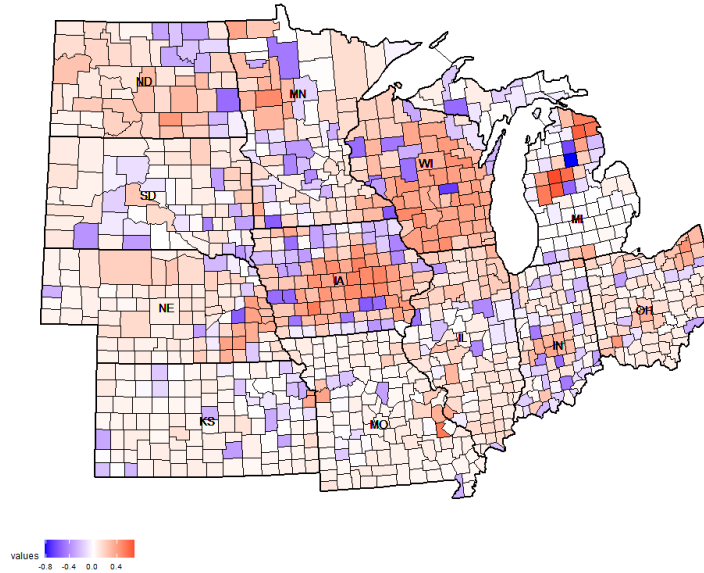 ND
MN
WI
SD
MI
IA
NE
IL
IN
OH
KS
MO
values
-0.8 -0.4 0.0 0.4